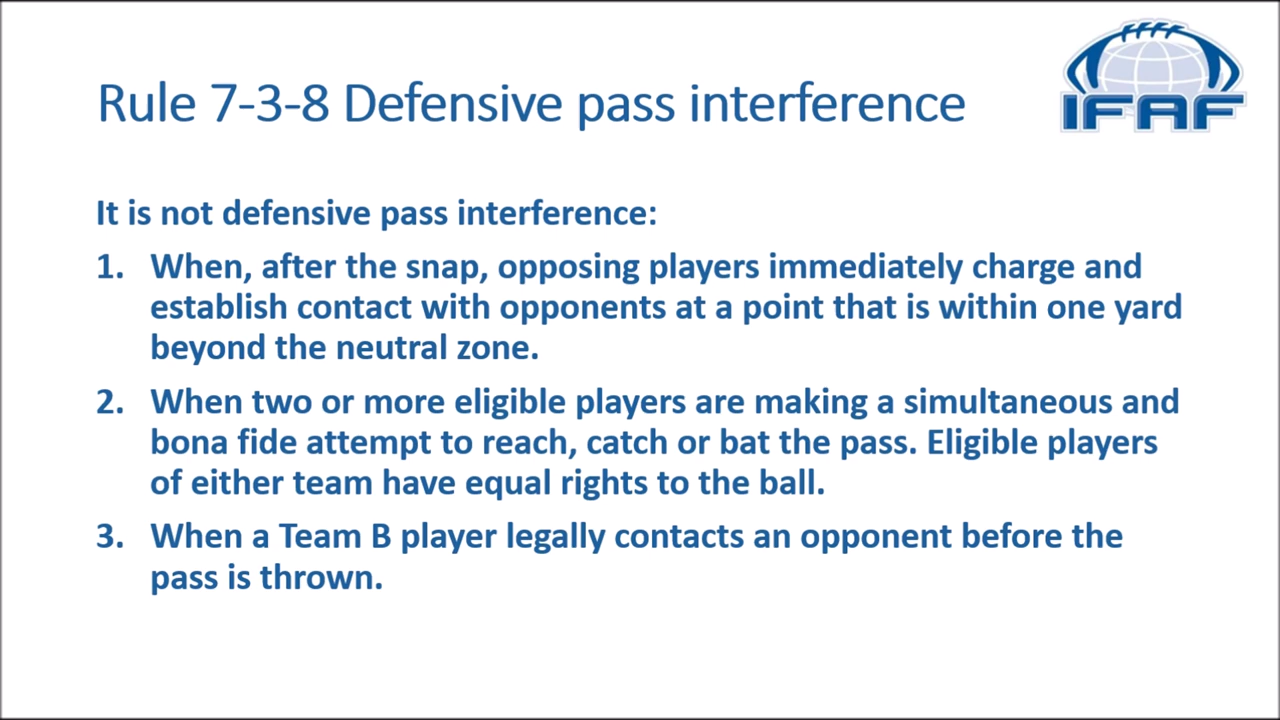 Rule 7-3-8 Defensive pass interference
IFAF
It is not defensive pass interference:
1. When, after the snap, opposing players immediately charge and
establish contact with opponents at a point that is within one yard
beyond the neutral zone.
2. When two or more eligible players are making a simultaneous and
bona fide attempt to reach, catch or bat the pass. Eligible players
of either team have equal rights to the ball.
3. When a Team B player legally contacts an opponent before the
pass is thrown.